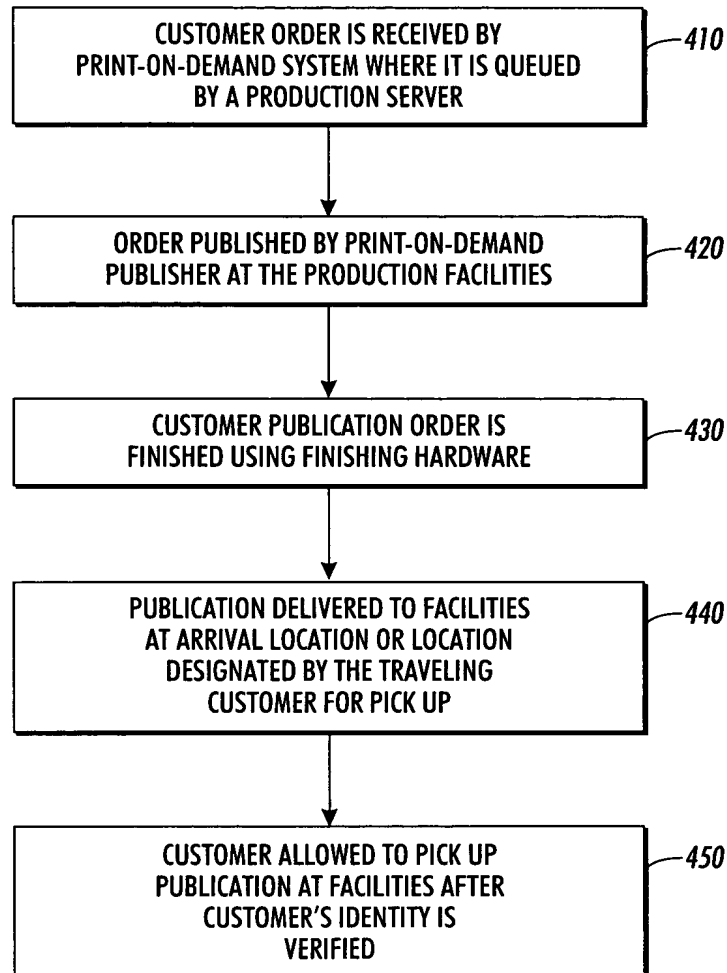 CUSTOMER ORDER IS RECEIVED BY
PRINT-ON-DEMAND SYSTEM WHERE IT IS QUEUED
BY A PRODUCTION SERVER
410
ORDER PUBLISHED BY PRINT-ON-DEMAND
PUBLISHER AT THE PRODUCTION FACILITIES
420
CUSTOMER PUBLICATION ORDER IS
FINISHED USING FINISHING HARDWARE
430
PUBLICATION DELIVERED TO FACILITIES
AT ARRIVAL LOCATION OR LOCATION
DESIGNATED BY THE TRAVELING
CUSTOMER FOR PICK UP
440
CUSTOMER ALLOWED TO PICK UP
PUBLICATION AT FACILITIES AFTER
CUSTOMER'S IDENTITY IS
VERIFIED
450